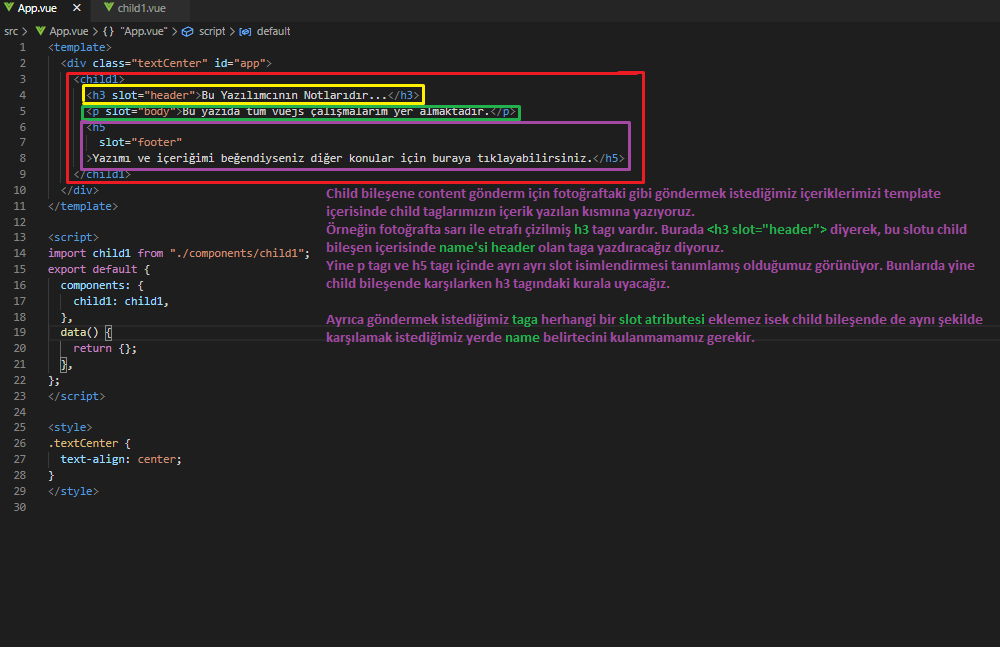 App.vue ×
child1.vue
src > App.vue > {} "App.vue" > script > default
1 <template>
2 <div class="textCenter" id="app">
3 <child1>
4 <h3 slot="header">Bu Yazılımcının Notlarıdır...</h3>
5 <p slot="body">Bu yazıda tüm vuejs çalışmalarım yer almaktadır.</p>
6 <h5
7 slot="footer"
8 >Yazımı ve içeriğimi beğendiyseniz diğer konular için buraya tıklayabilirsiniz.</h5>
9 </child1>
10 </div>
11 </template>
12
13 <script>
14 import child1 from "./components/child1";
15 export default {
16 components: {
17 child1: child1,
18 },
19 data() {
20 return {};
21 },
22 };
23 </script>
24
25 <style>
26 .textCenter {
27 text-align: center;
28 }
29 </style>
30
Child bileşene content gönderm için fotoğraftaki gibi göndermek istediğimiz içeriklerimizi template
içerisinde child taglarımızın içerik yazılan kısmına yazıyoruz.
Örneğin fotoğrafta sarı ile etrafı çizilmiş h3 tagı vardır. Burada <h3 slot="header"> diyerek, bu slotu child
bileşen içerisinde name'si header olan taga yazdıracağız diyoruz.
Yine p tagı ve h5 tagı içinde ayrı ayrı slot isimlendirmesi tanımlamış olduğumuz görünüyor. Bunlarıda yine
child bileşende karşılarken h3 tagındaki kurala uyacağız.
Ayrıca göndermek istediğimiz taga herhangi bir slot atributesi eklemez isek child bileşende de aynı şekilde
karşılamak istediğimiz yerde name belirtecini kulanmamamız gerekir.